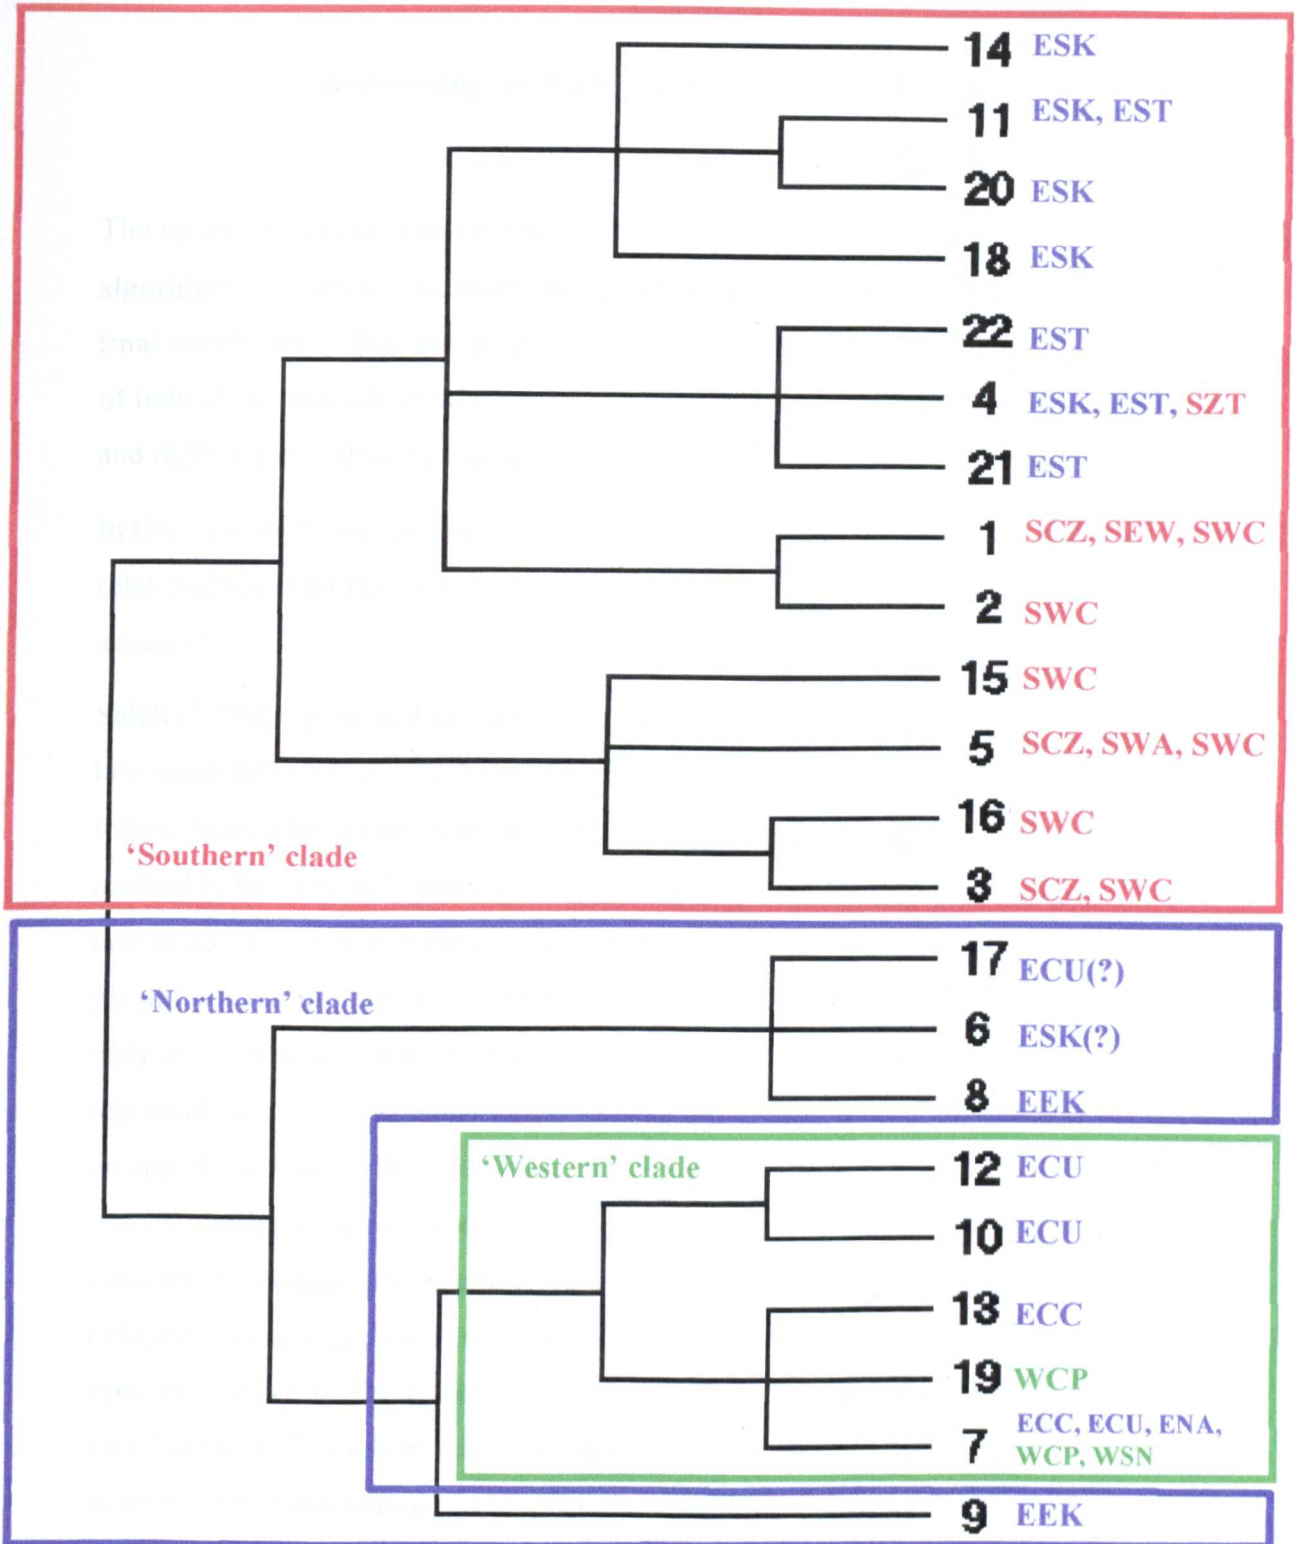 14 ESK
11 ESK, EST
20 ESK
18 ESK
22 EST
4 ESK, EST, SZT
21 EST
1 SCZ, SEW, SWC
2 SWC
15 SWC
5 SCZ, SWA, SWC
16 SWC
‘Southern’ clade
3 SCZ, SWC
17 ECU(?)
‘Northern’ clade
6 ESK(?)
8 EEK
‘Western’ clade
12 ECU
10 ECU
13 ECC
19 WCP
7 ECC, ECU, ENA,
WCP, WSN
9 EEK